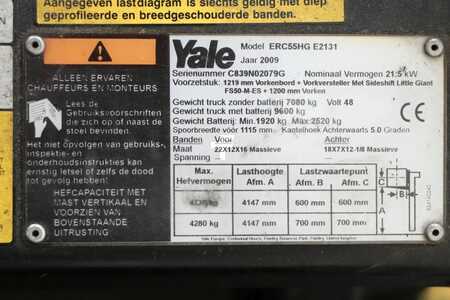 Aangegeven lastdiagram is slechts geldig met diep
geprofileerde en breedgeschouderde banden.
ALLEEN ERVAREN
CHAUFFEURS EN MONTEURS
Lees de
Gebruiksvoorschriften
die zich op of naast de
stoel bevinden.
Het niet opvolgen van gebruiks-,
inspektie- en
onderhoudsinstrukties kan
ernstig letsel of zelfs de dood
tot gevolg hebben!
HEFCAPACITEIT MET
MAST VERTIKAAL EN
VOORZIEN VAN
BOVENSTAANDE
UITRUSTING
Yale
Model ERC55HG E2131
Jaar 2009
Serienummer C839N02079G Nominaal Vermogen 21.5 kW
Voorzetstuk: 1219 mm Vorkenbord + Vorkversteller Met Sideshift Little Giant
FS50-M-ES + 1200 mm Vorken
Gewicht truck zonder batterij 7080 kg Volt 48
Gewicht truck met batterij 9600 kg
Gewicht Batterij: Min.1920 kg Max 2520 kg
Spoorbreedte vóór 1115 mm Kantelhoek Achterwaarts 5.0 Graden
Banden Voor Achter
Maat 22X12X16 Massieve 18X7X12-1/8 Massieve
Spanning
Max. Hefvermogen Lasthoogte Afm. A Lastzwaartepunt Afm. B Afm. C
4147 mm 600 mm 600 mm
4280 kg 4147 mm 700 mm 700 mm
C
B
A